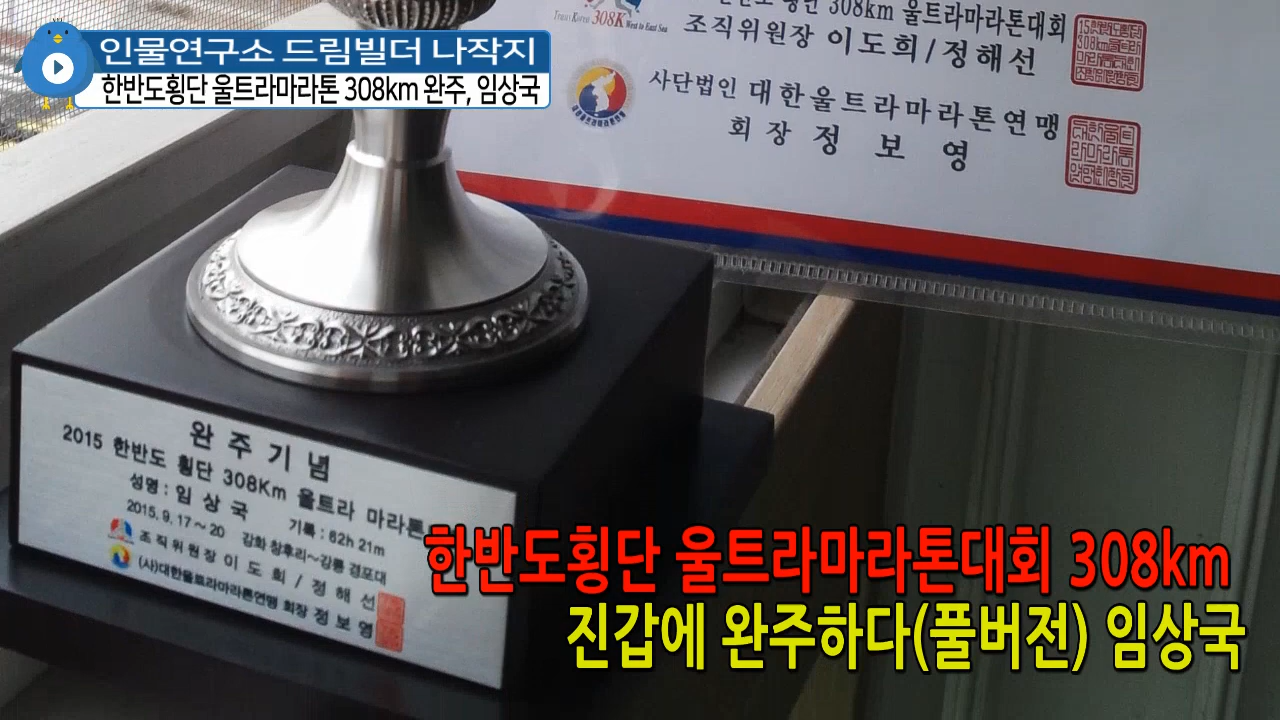 인물연구소 드림빌더 나작지
한반도횡단 울트라마라톤 308km 완주, 임상국
308km 울트라마라톤대회
Trans Korea 308K West to East Sea
조직위원장 이도희/정해선
사단법인 대한울트라마라톤연맹
회장 정보영
완주기념
2015 한반도 횡단 308Km 울트라 마라톤
성명 : 임상국 기록 : 62h 21m
2015. 9. 17 ~ 20 강화 창후리~강릉 경포대
조직위원장 이도희 / 정해선
(사)대한울트라마라톤연맹 회장 정보영
한반도횡단 울트라마라톤대회 308km
진갑에 완주하다(풀버전) 임상국